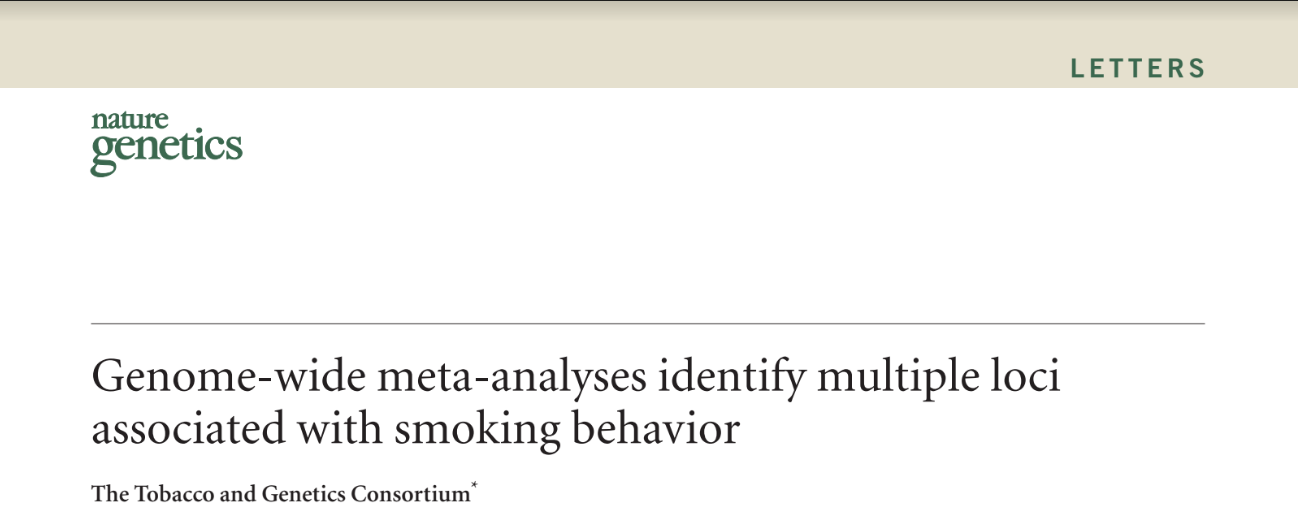 LETTERS
nature
genetics
Genome-wide meta-analyses identify multiple loci
associated with smoking behavior
The Tobacco and Genetics Consortium*